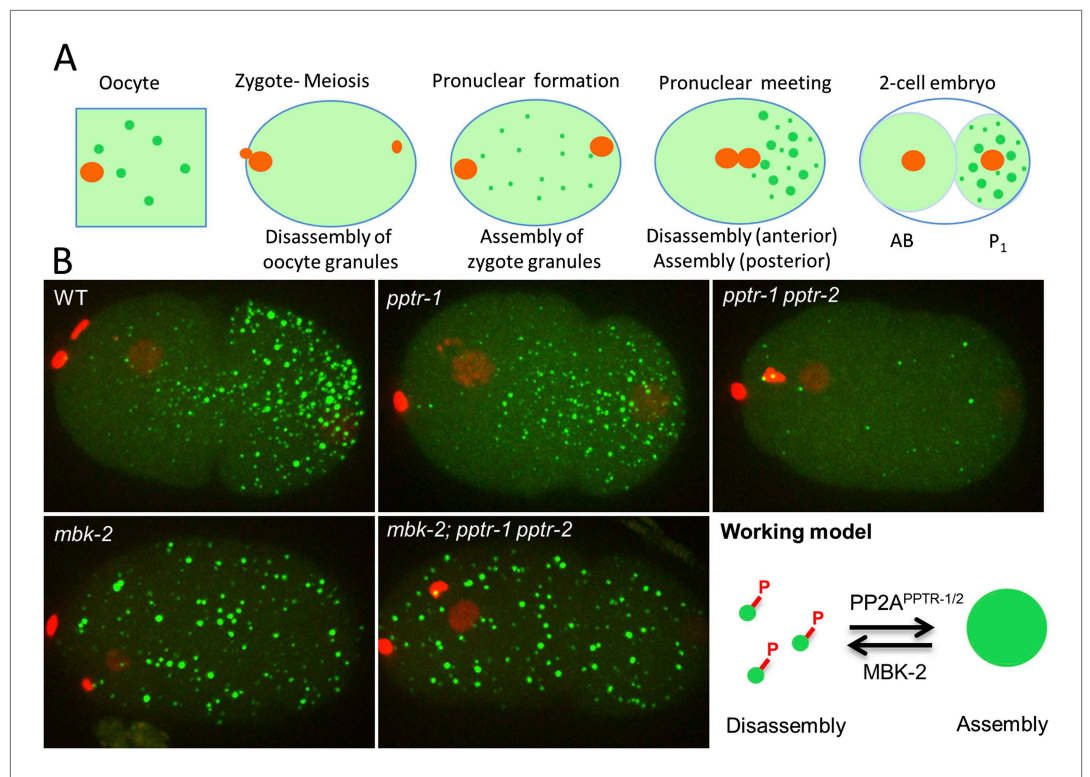 A
Oocyte
Zygote- Meiosis
Pronuclear formation
Pronuclear meeting
2-cell embryo
Disassembly of
oocyte granules
Assembly of
zygote granules
Disassembly (anterior)
Assembly (posterior)
AB
P₁
B
WT
pptr-1
pptr-1 pptr-2
mbk-2
mbk-2; pptr-1 pptr-2
Working model
P
P
P
PP2A^PPTR-1/2
MBK-2
Disassembly
Assembly